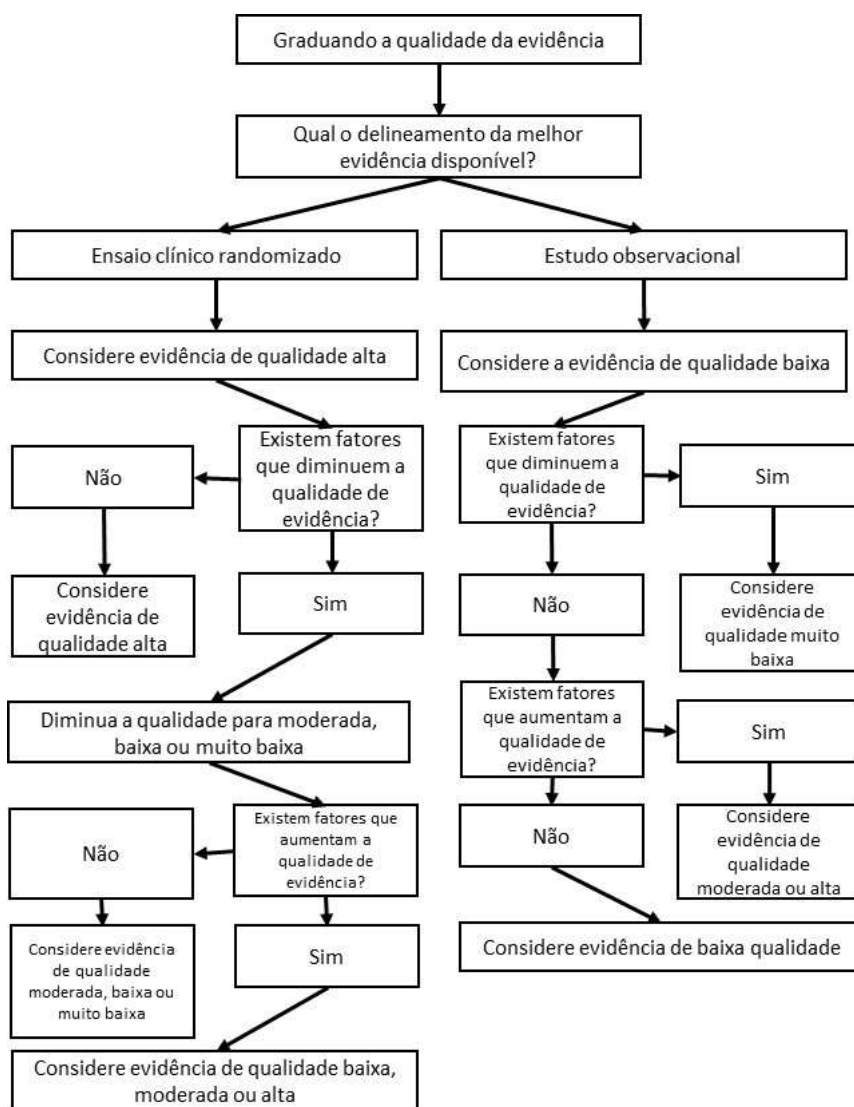 Graduando a qualidade da evidência
Qual o delineamento da melhor
evidência disponível?
Ensaio clínico randomizado
Estudo observacional
Considere evidência de qualidade alta
Considere a evidência de qualidade baixa
Existem fatores
que diminuem a
qualidade de
evidência?
Não
Existem fatores
que diminuem a
qualidade de
evidência?
Sim
Considere
evidência de
qualidade alta
Sim
Não
Considere
evidência de
qualidade muito
baixa
Diminua a qualidade para moderada,
baixa ou muito baixa
Existem fatores
que aumentam a
qualidade de
evidência?
Sim
Não
Existem fatores que
aumentam a
qualidade de
evidência?
Não
Considere
evidência de
qualidade
moderada ou alta
Considere evidência
de qualidade
moderada, baixa ou
muito baixa
Sim
Considere evidência de baixa qualidade
Considere evidência de qualidade baixa,
moderada ou alta